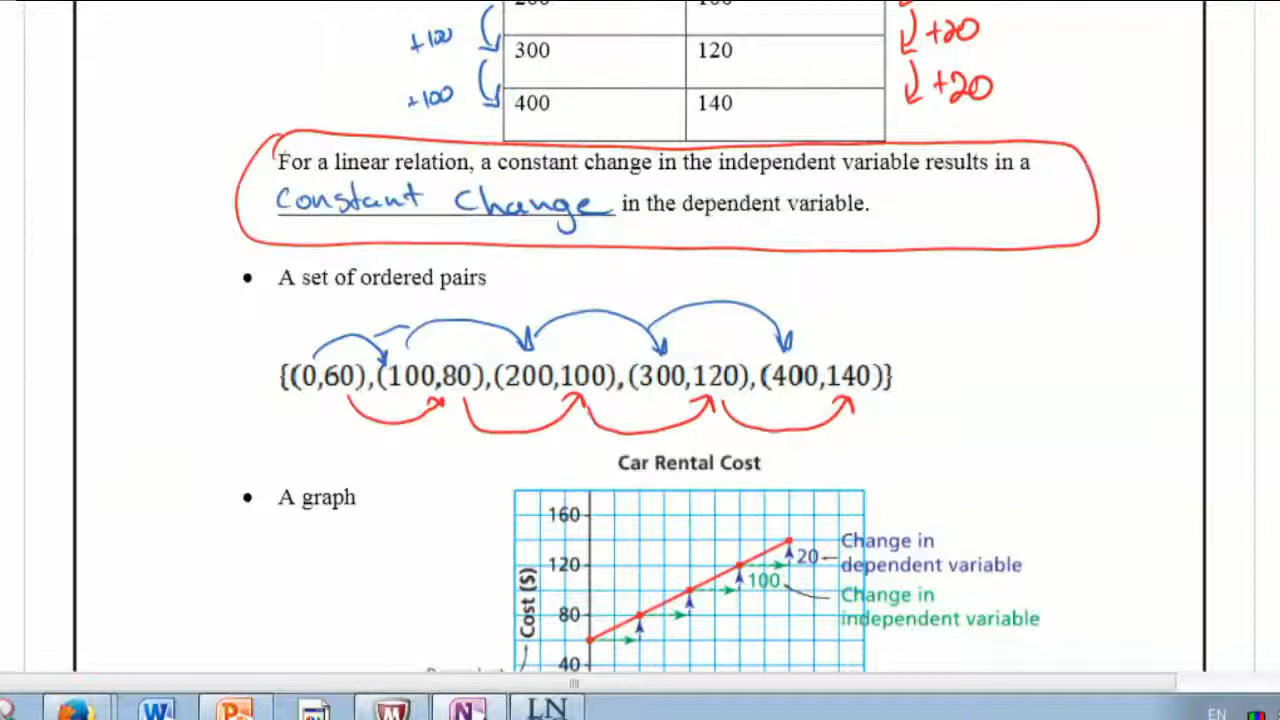 +100 300 120 +20
+100 400 140 +20
For a linear relation, a constant change in the independent variable results in a
Constant Change in the dependent variable.
• A set of ordered pairs
{(0,60),(100,80),(200,100),(300,120),(400,140)}
Car Rental Cost
• A graph
160
120
80
40
Cost ($)
20
Change in
dependent variable
100
Change in
independent variable
W P N LN
EN